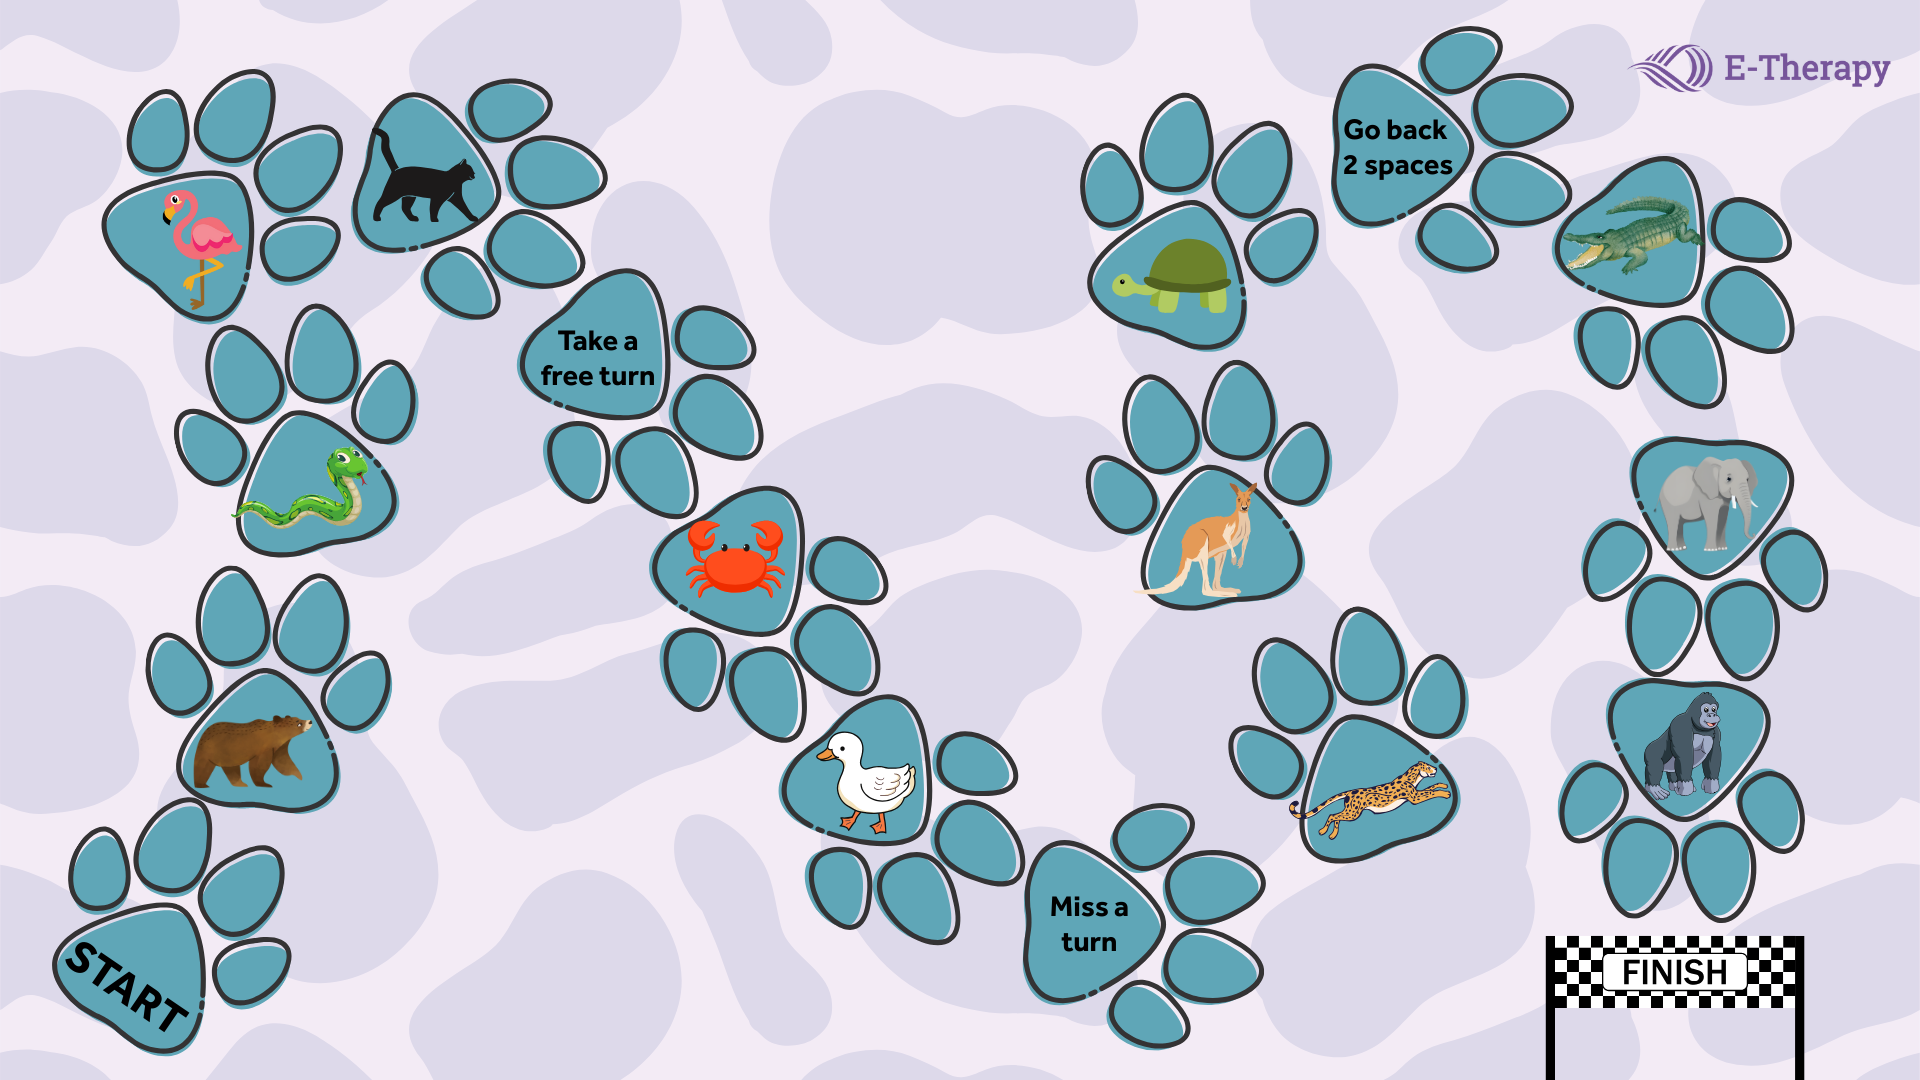 E-Therapy
Go back
2 spaces
Take a
free turn
Miss a
turn
START
FINISH